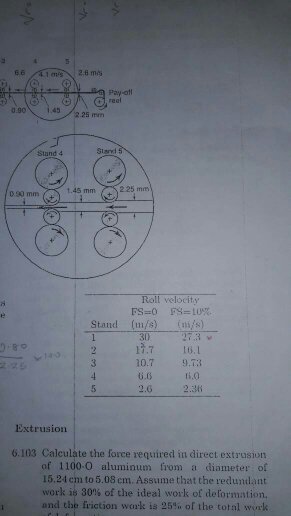 3 4 5
6.6 4.1 m/s 2.6 m/s
Pay-off
reel
0.90 1.45
2.25 mm
Stand 4 Stand 5
0.90 mm 1.45 mm 2.25 mm
Roll velocity
FS=0 FS=10%
Stand (m/s) (m/s)
1 30 27.3
2 17.7 16.1
3 10.7 9.73
4 6.6 6.0
5 2.6 2.36
Extrusion
6.103 Calculate the force required in direct extrusion
of 1100-O aluminum from a diameter of
15.24 cm to 5.08 cm. Assume that the redundant
work is 30% of the ideal work of deformation,
and the friction work is 25% of the total work